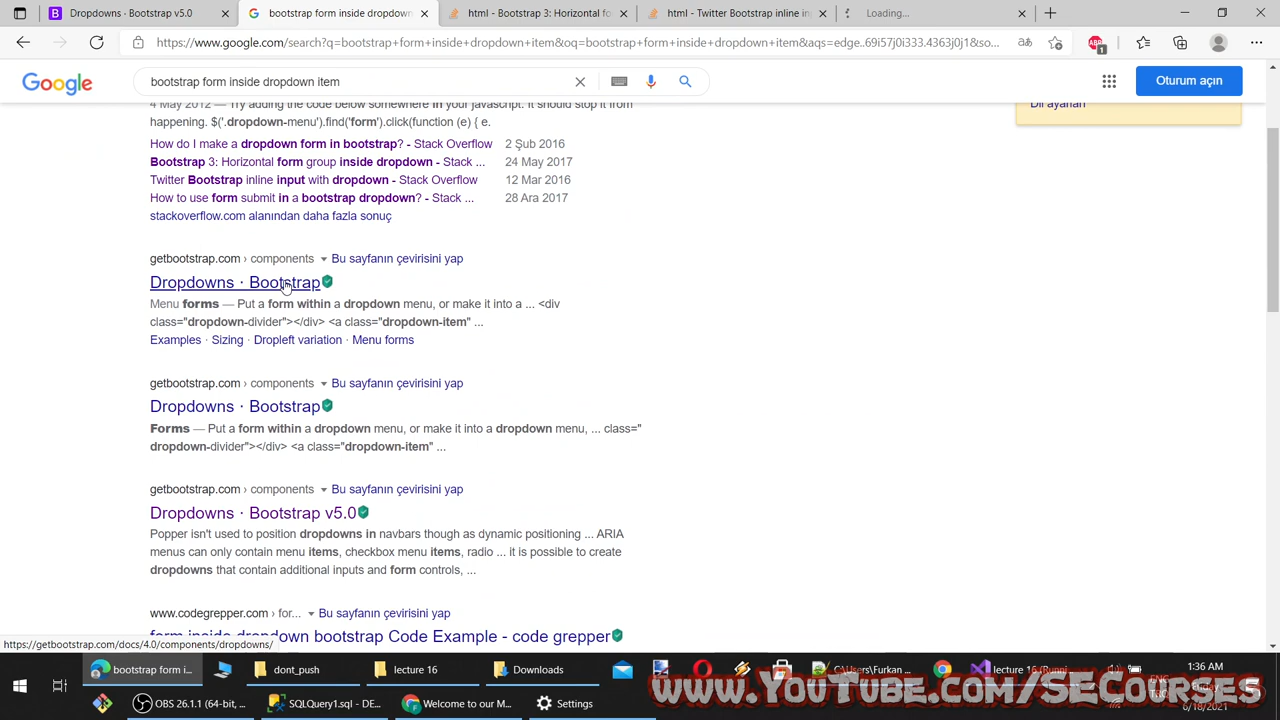 Dropdowns · Bootstrap v5.0
bootstrap form inside dropdown
html - Bootstrap 3: Horizontal fo
html - Twitter Bootstrap inline in
Loading...
https://www.google.com/search?q=bootstrap+form+inside+dropdown+item&oq=bootstrap+form+inside+dropdown+item&aqs=edge..69i57j0i333.4363j0j1&so...
Google
bootstrap form inside dropdown item
Oturum açın
Dil ayarları
4 May 2012 — Try adding the code below somewhere in your javascript. It should stop it from
happening. $('.dropdown-menu').find('form').click(function (e) { e.
How do I make a dropdown form in bootstrap? - Stack Overflow 2 Şub 2016
Bootstrap 3: Horizontal form group inside dropdown - Stack ... 24 May 2017
Twitter Bootstrap inline input with dropdown - Stack Overflow 12 Mar 2016
How to use form submit in a bootstrap dropdown? - Stack ... 28 Ara 2017
stackoverflow.com alanından daha fazla sonuç
getbootstrap.com › components Bu sayfanın çevirisini yap
Dropdowns · Bootstrap
Menu forms — Put a form within a dropdown menu, or make it into a ... <div
class="dropdown-divider"></div> <a class="dropdown-item" ...
Examples · Sizing · Dropleft variation · Menu forms
getbootstrap.com › components Bu sayfanın çevirisini yap
Dropdowns · Bootstrap
Forms — Put a form within a dropdown menu, or make it into a dropdown menu, ... class="
dropdown-divider"></div> <a class="dropdown-item" ...
getbootstrap.com › components Bu sayfanın çevirisini yap
Dropdowns · Bootstrap v5.0
Popper isn't used to position dropdowns in navbars though as dynamic positioning ... ARIA
menus can only contain menu items, checkbox menu items, radio ... it is possible to create
dropdowns that contain additional inputs and form controls, ...
www.codegrepper.com › for... Bu sayfanın çevirisini yap
form inside dropdown bootstrap Code Example - code grepper
https://getbootstrap.com/docs/4.0/components/dropdowns/
bootstrap form i...
dont_push
lecture 16
Downloads
C:\Users\Furkan ...
lecture 16 (Runni...
1:36 AM
OBS 26.1.1 (64-bit, ...
SQLQuery1.sql - DE...
Welcome to our M...
Settings
ENG
Friday
6/18/2021
www.YouTube.com/SECourses